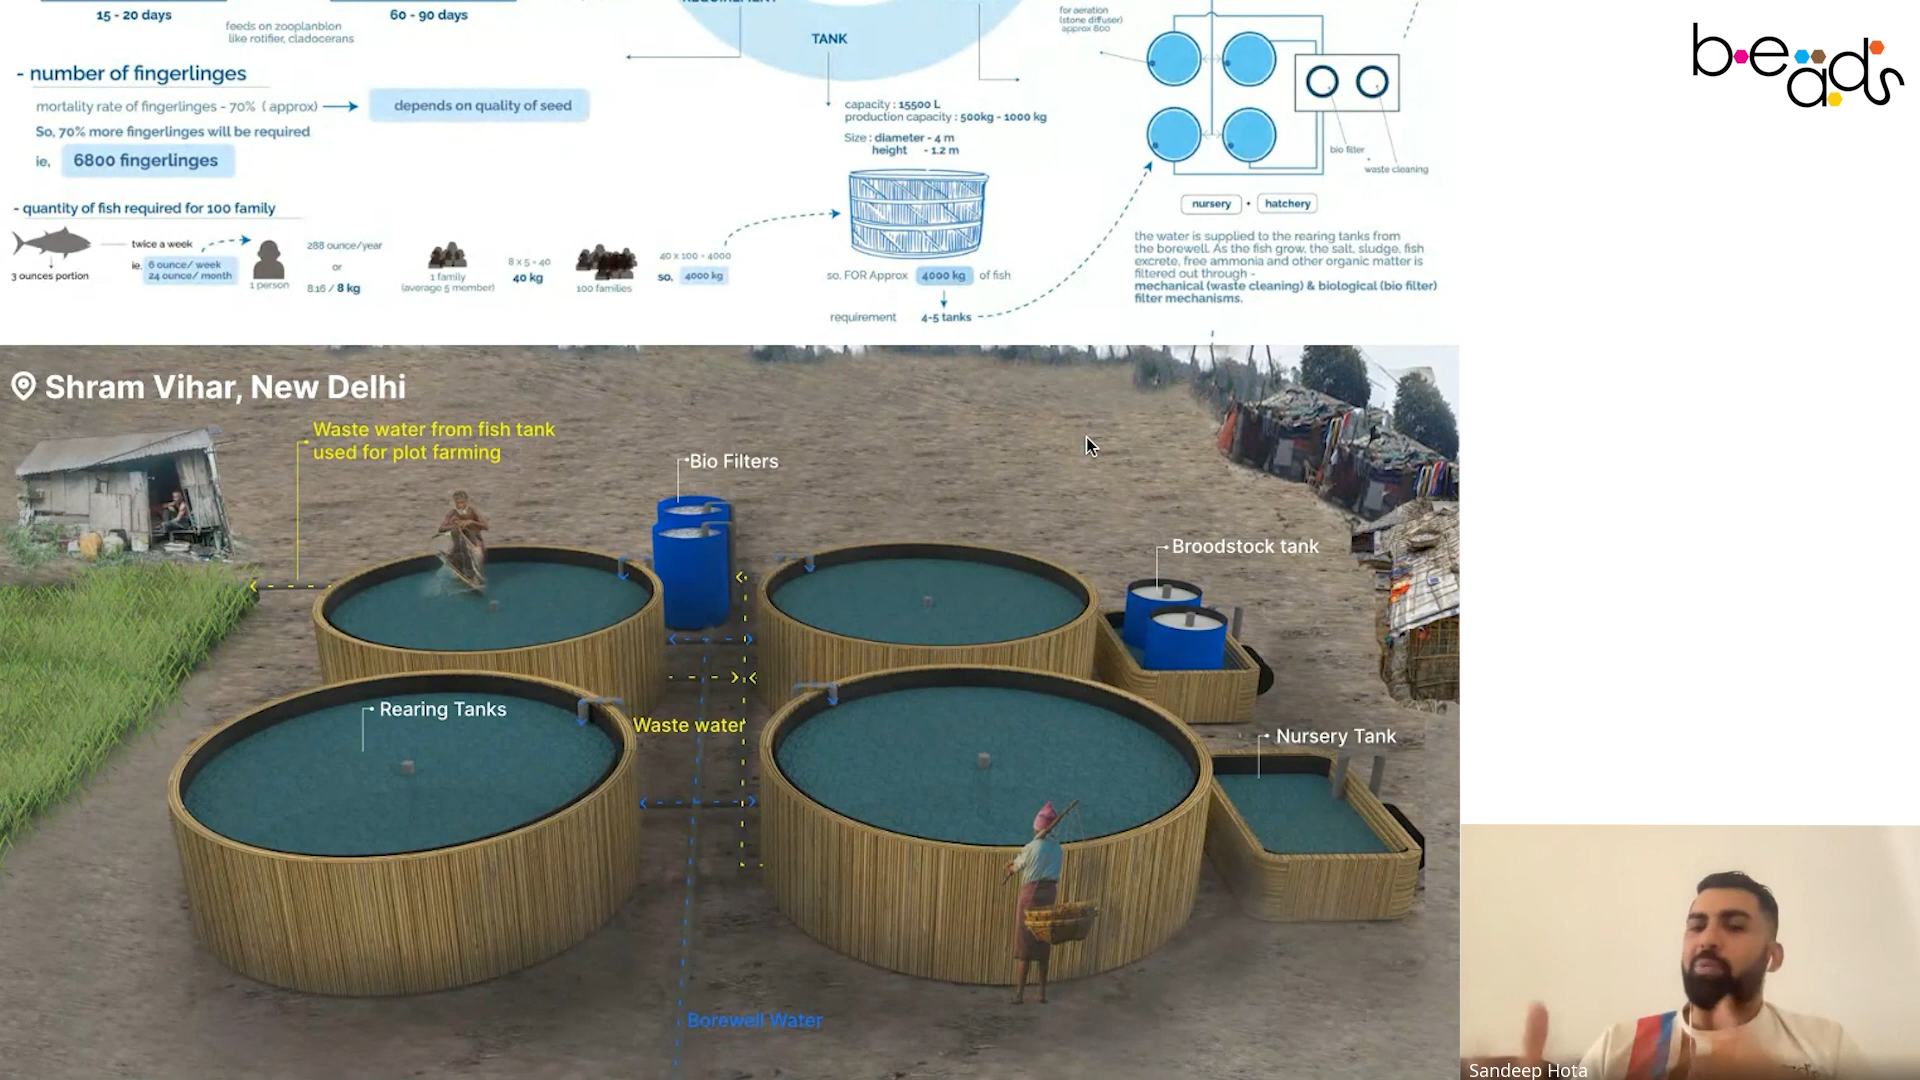 15 - 20 days
60 - 90 days
feeds on zooplanblon
like rotifier, cladocerans
- number of fingerlinges
mortality rate of fingerlinges - 70% ( approx)
depends on quality of seed
So, 70% more fingerlinges will be required
ie,
6800 fingerlinges
- quantity of fish required for 100 family
3 ounces portion
twice a week
ie,
6 ounce/ week
24 ounce/ month
1 person
288 ounce/year
or
8.16 / 8 kg
1 family
(average 5 member)
8 x 5 = 40
40 kg
100 families
40 x 100 = 4000
so,
4000 kg
REQUIREMENT
TANK
capacity : 15500 L
production capacity : 500kg - 1000 kg
Size : diameter - 4 m
height - 1.2 m
so, FOR Approx 4000 kg of fish
requirement 4-5 tanks
for aeration
(stone diffuser)
approx 800
bio filter
waste cleaning
nursery • hatchery
the water is supplied to the rearing tanks from
the borewell. As the fish grow, the salt, sludge, fish
excrete, free ammonia and other organic matter is
filtered out through -
mechanical (waste cleaning) & biological (bio filter)
filter mechanisms.
beads
Shram Vihar, New Delhi
Waste water from fish tank
used for plot farming
Bio Filters
Broodstock tank
Rearing Tanks
Waste water
Nursery Tank
Borewell Water
Sandeep Hota